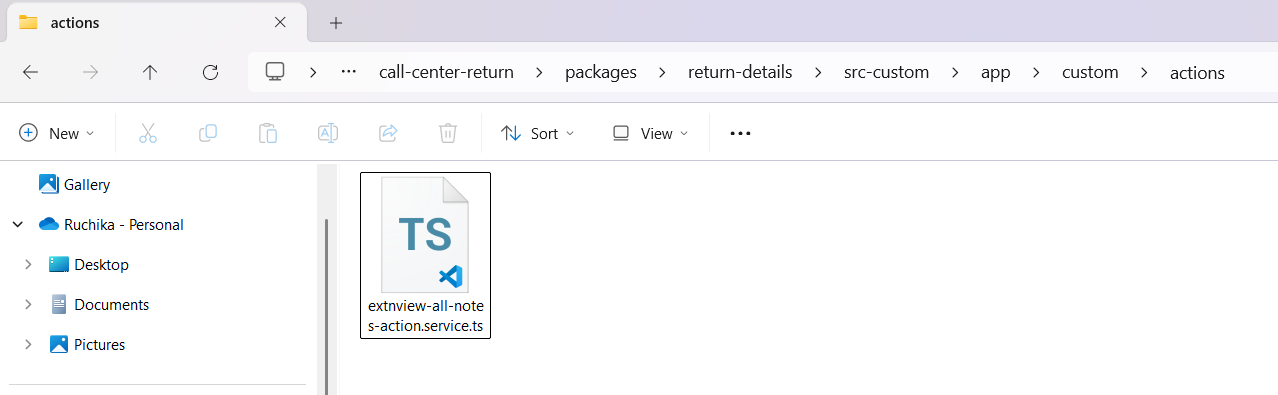 actions
call-center-return
packages
return-details
src-custom
app
custom
actions
New
Sort
View
Gallery
Ruchika - Personal
Desktop
Documents
Pictures
TS
extnview-all-note
s-action.service.ts